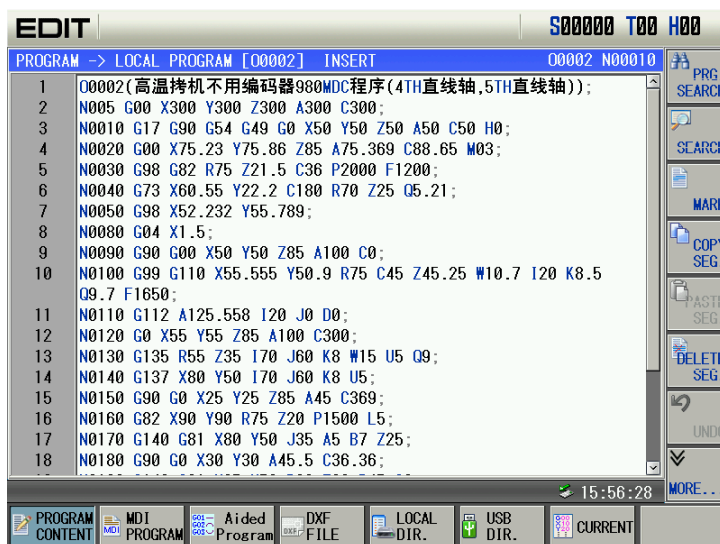 EDIT
S00000 T00 H00
PROGRAM -> LOCAL PROGRAM [O0002] INSERT O0002 N00010
1 O0002(高温拷机不用编码器980MDC程序(4TH直线轴,5TH直线轴));
2 N005 G00 X300 Y300 Z300 A300 C300;
3 N0010 G17 G90 G54 G49 G0 X50 Y50 Z50 A50 C50 H0;
4 N0020 G00 X75.23 Y75.86 Z85 A75.369 C88.65 M03;
5 N0030 G98 G82 R75 Z21.5 C36 P2000 F1200;
6 N0040 G73 X60.55 Y22.2 C180 R70 Z25 Q5.21;
7 N0050 G98 X52.232 Y55.789;
8 N0080 G04 X1.5;
9 N0090 G90 G00 X50 Y50 Z85 A100 C0;
10 N0100 G99 G110 X55.555 Y50.9 R75 C45 Z45.25 W10.7 I20 K8.5
Q9.7 F1650;
11 N0110 G112 A125.558 I20 J0 D0;
12 N0120 G0 X55 Y55 Z85 A100 C300;
13 N0130 G135 R55 Z35 I70 J60 K8 W15 U5 Q9;
14 N0140 G137 X80 Y50 I70 J60 K8 U5;
15 N0150 G90 G0 X25 Y25 Z85 A45 C369;
16 N0160 G82 X90 Y90 R75 Z20 P1500 L5;
17 N0170 G140 G81 X80 Y50 J35 A5 B7 Z25;
18 N0180 G90 G0 X30 Y30 A45.5 C36.36;
15:56:28
PRG
SEARCH
SEARCH
MARK
COPY
SEG
PASTE
SEG
DELETE
SEG
UNDO
MORE..
PROGRAM
CONTENT
MDI
MDI
PROGRAM
G01
G02
G03
Aided
Program
DXF
DXF
FILE
LOCAL
DIR.
USB
DIR.
G00
X10
Y20
CURRENT